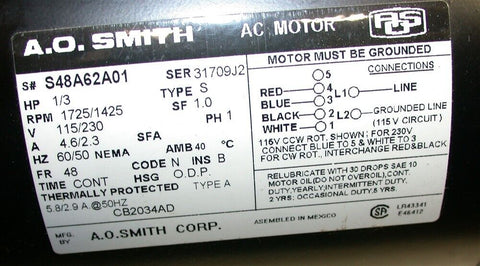 A.O. SMITH AC MOTOR AOS
S# S48A62A01 SER 31709J2
HP 1/3 TYPE S
RPM 1725/1425 SF 1.0
V 115/230 PH 1
A 4.6/2.3 SFA
HZ 60/50 NEMA AMB 40°C
FR 48 CODE N INS B
TIME CONT HSG O.D.P.
THERMALLY PROTECTED TYPE A
5.8/2.9 A @50HZ
CB2034AD
MOTOR MUST BE GROUNDED
5
RED 4 L1 LINE
BLUE 3
BLACK 2 L2 GROUNDED LINE
WHITE 1 (115 V CIRCUIT)
115V CCW ROT. SHOWN: FOR 230V
CONNECT BLUE TO 5 & WHITE TO 3
FOR CW ROT., INTERCHANGE RED&BLACK
RELUBRICATE WITH 30 DROPS SAE 10
MOTOR OIL (DO NOT OVEROIL), CONT.
DUTY, YEARLY, INTERMITTENT DUTY,
2 YRS. OCCASIONAL DUTY, 5 YRS.
MFG. BY A.O.SMITH CORP. ASEMBLED IN MEXICO
LR43341
E46412